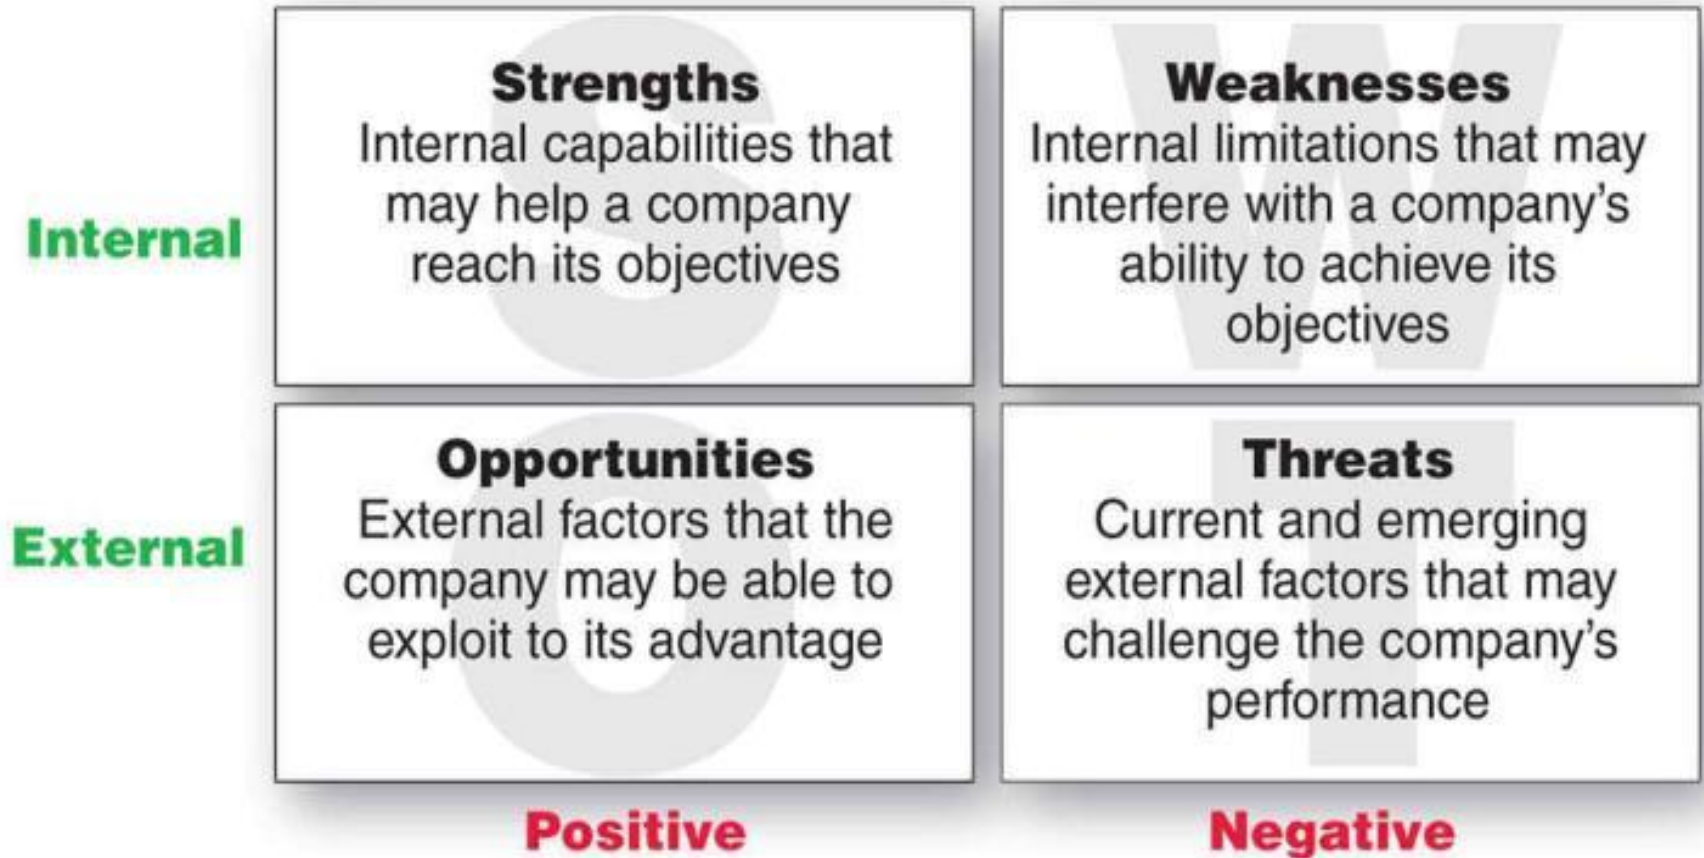 Strengths
Internal capabilities that
may help a company
reach its objectives
Weaknesses
Internal limitations that may
interfere with a company's
ability to achieve its
objectives
Internal
Opportunities
External factors that the
company may be able to
exploit to its advantage
Threats
Current and emerging
external factors that may
challenge the company's
performance
External
Positive
Negative
S
W
O
T